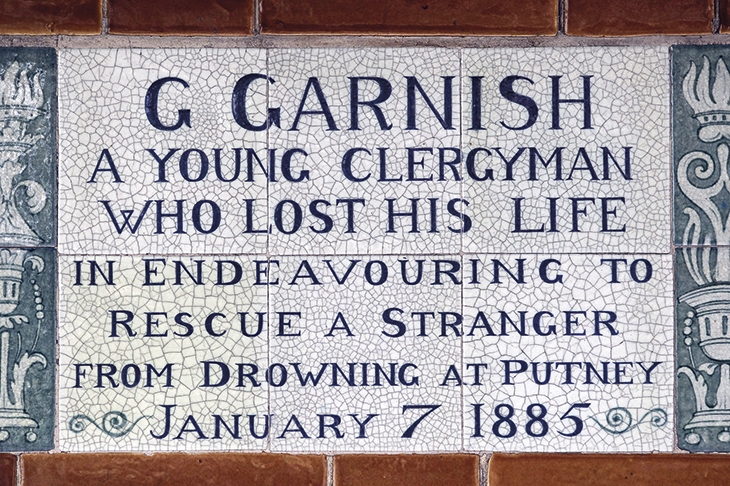 G GARNISH
A YOUNG CLERGYMAN
WHO LOST HIS LIFE
IN ENDEAVOURING TO
RESCUE A STRANGER
FROM DROWNING AT PUTNEY
JANUARY 7 1885